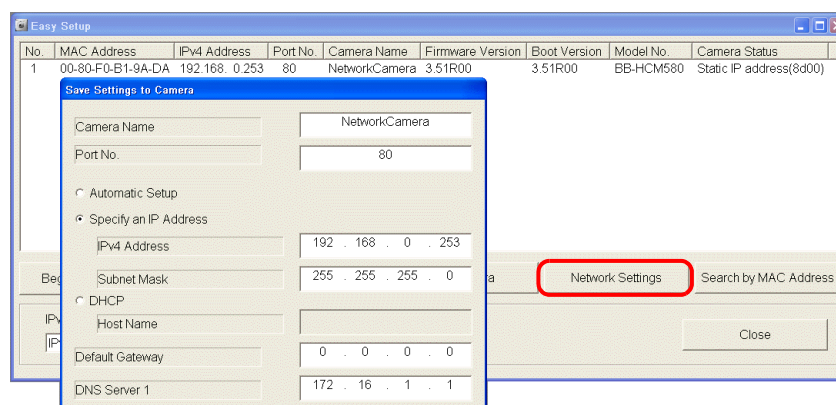 Easy Setup
No. MAC Address IPv4 Address Port No. Camera Name Firmware Version Boot Version Model No. Camera Status
1 00-80-F0-B1-9A-DA 192.168. 0.253 80 NetworkCamera 3.51R00 3.51R00 BB-HCM580 Static IP address(8d00)
Save Settings to Camera
Camera Name NetworkCamera
Port No. 80
Automatic Setup
Specify an IP Address
IPv4 Address 192 . 168 . 0 . 253
Subnet Mask 255 . 255 . 255 . 0
DHCP
Host Name
Default Gateway 0 . 0 . 0 . 0
DNS Server 1 172 . 16 . 1 . 1
Network Settings
Search by MAC Address
Close